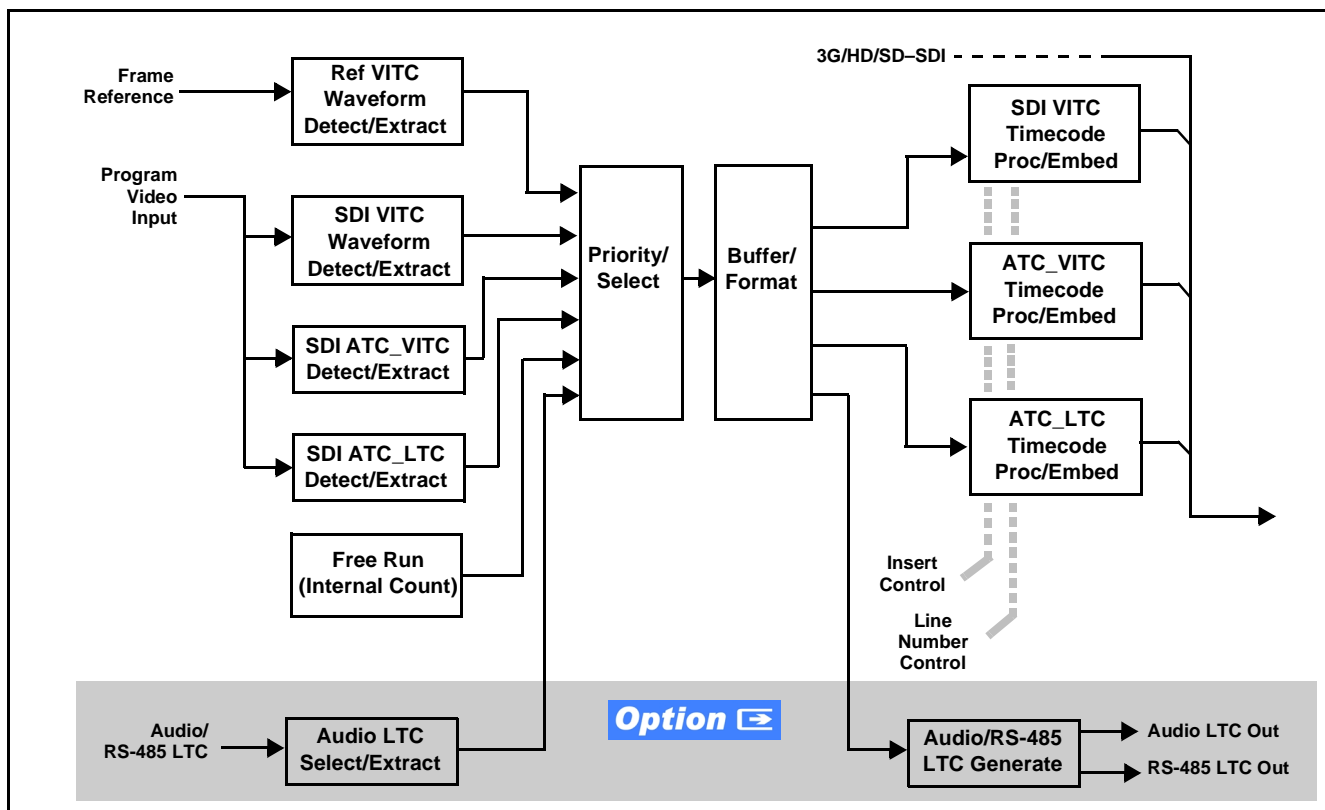 3G/HD/SD–SDI
Frame
Reference
Ref VITC
Waveform
Detect/Extract
SDI VITC
Timecode
Proc/Embed
Program
Video
Input
SDI VITC
Waveform
Detect/Extract
Priority/
Select
Buffer/
Format
ATC_VITC
Timecode
Proc/Embed
SDI ATC_VITC
Detect/Extract
SDI ATC_LTC
Detect/Extract
ATC_LTC
Timecode
Proc/Embed
Free Run
(Internal Count)
Insert
Control
Line
Number
Control
Option
Audio/
RS-485 LTC
Audio LTC
Select/Extract
Audio/RS-485
LTC Generate
Audio LTC Out
RS-485 LTC Out